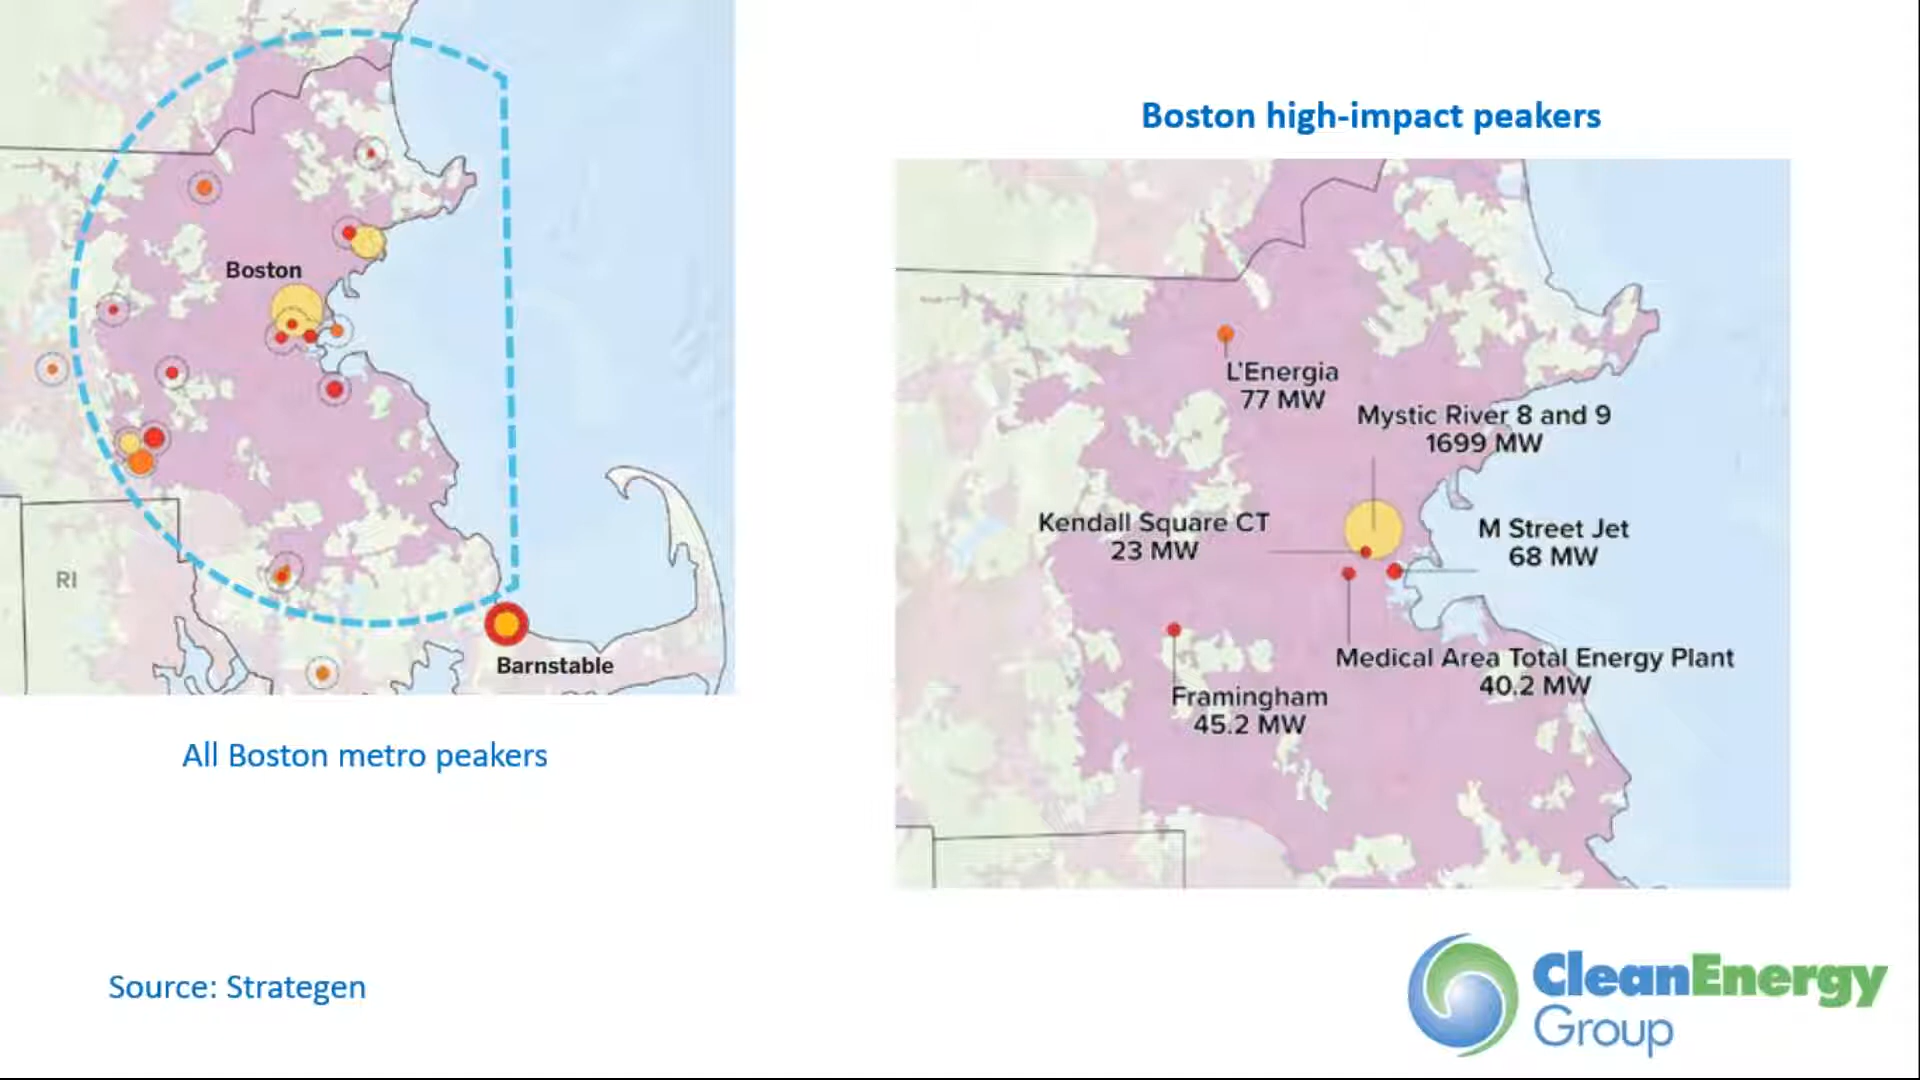 Boston
RI
Barnstable
All Boston metro peakers
Source: Strategen
Boston high-impact peakers
L'Energia
77 MW
Mystic River 8 and 9
1699 MW
Kendall Square CT
23 MW
M Street Jet
68 MW
Medical Area Total Energy Plant
40.2 MW
Framingham
45.2 MW
CleanEnergy
Group